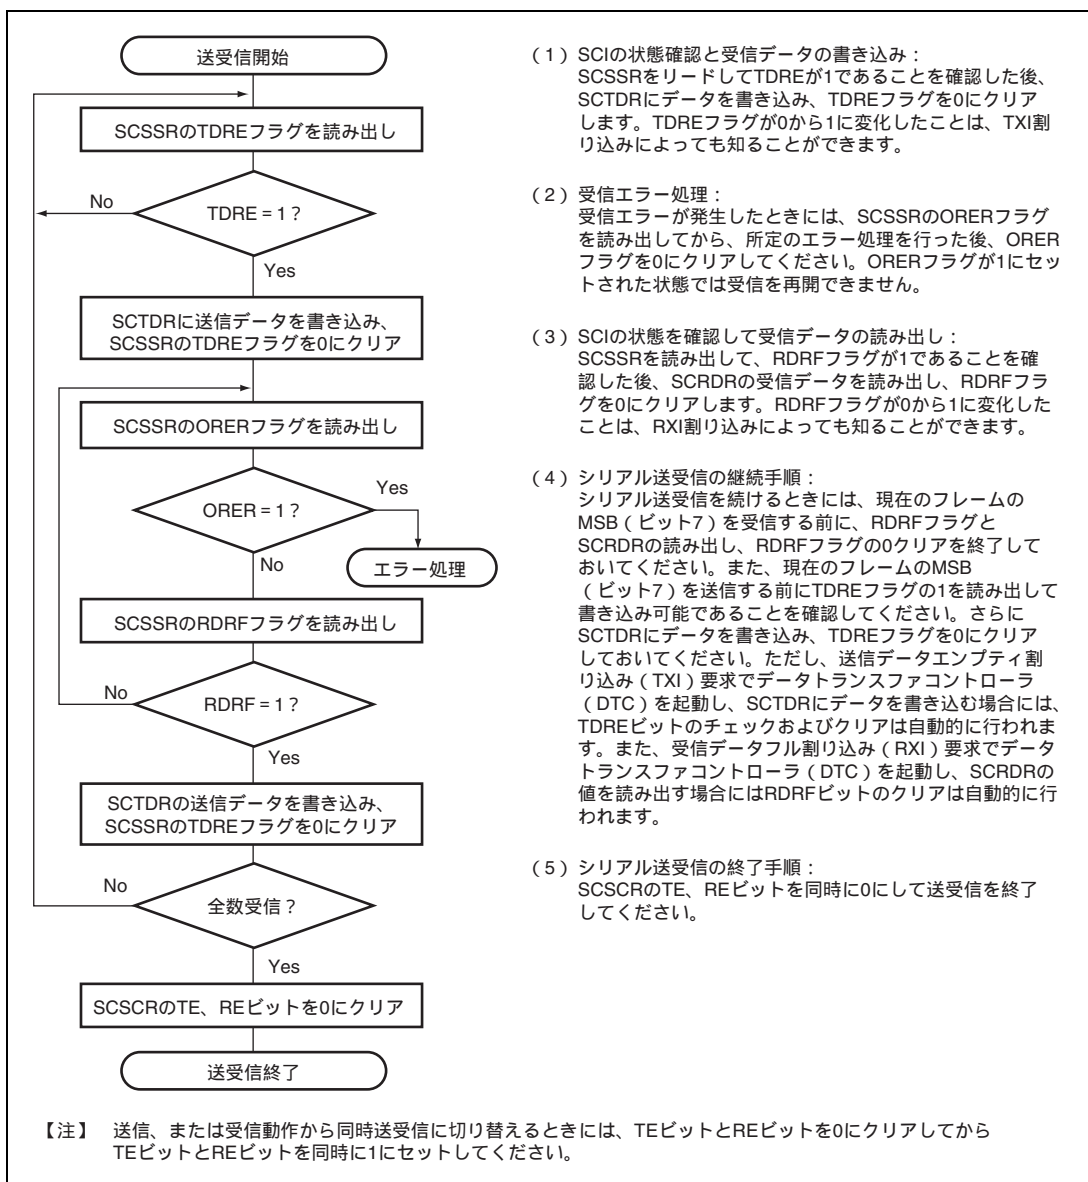 送受信開始
SCSSRのTDREフラグを読み出し
No
TDRE = 1 ?
Yes
SCTDRに送信データを書き込み、
SCSSRのTDREフラグを0にクリア
SCSSRのORERフラグを読み出し
Yes
ORER = 1 ?
No
エラー処理
SCSSRのRDRFフラグを読み出し
No
RDRF = 1 ?
Yes
SCTDRの送信データを書き込み、
SCSSRのTDREフラグを0にクリア
No
全数受信 ?
Yes
SCSCRのTE、REビットを0にクリア
送受信終了
(1) SCIの状態確認と受信データの書き込み：
SCSSRをリードしてTDREが1であることを確認した後、
SCTDRにデータを書き込み、TDREフラグを0にクリア
します。TDREフラグが0から1に変化したことは、TXI割
り込みによっても知ることができます。
(2) 受信エラー処理：
受信エラーが発生したときには、SCSSRのORERフラグ
を読み出してから、所定のエラー処理を行った後、ORER
フラグを0にクリアしてください。ORERフラグが1にセッ
トされた状態では受信を再開できません。
(3) SCIの状態を確認して受信データの読み出し：
SCSSRを読み出して、RDRFフラグが1であることを確
認した後、SCRDRの受信データを読み出し、RDRFフラ
グを0にクリアします。RDRFフラグが0から1に変化した
ことは、RXI割り込みによっても知ることができます。
(4) シリアル送受信の継続手順：
シリアル送受信を続けるときには、現在のフレームの
MSB（ビット7）を受信する前に、RDRFフラグと
SCRDRの読み出し、RDRFフラグの0クリアを終了して
おいてください。また、現在のフレームのMSB
（ビット7）を送信する前にTDREフラグの1を読み出して
書き込み可能であることを確認してください。さらに
SCTDRにデータを書き込み、TDREフラグを0にクリア
しておいてください。ただし、送信データエンプティ割
り込み（TXI）要求でデータトランスファコントローラ
（DTC）を起動し、SCTDRにデータを書き込む場合には、
TDREビットのチェックおよびクリアは自動的に行われま
す。また、受信データフル割り込み（RXI）要求でデータ
トランスファコントローラ（DTC）を起動し、SCRDRの
値を読み出す場合にはRDRFビットのクリアは自動的に行
われます。
(5) シリアル送受信の終了手順：
SCSCRのTE、REビットを同時に0にして送受信を終了
してください。
【注】 送信、または受信動作から同時送受信に切り替えるときには、TEビットとREビットを0にクリアしてから
TEビットとREビットを同時に1にセットしてください。